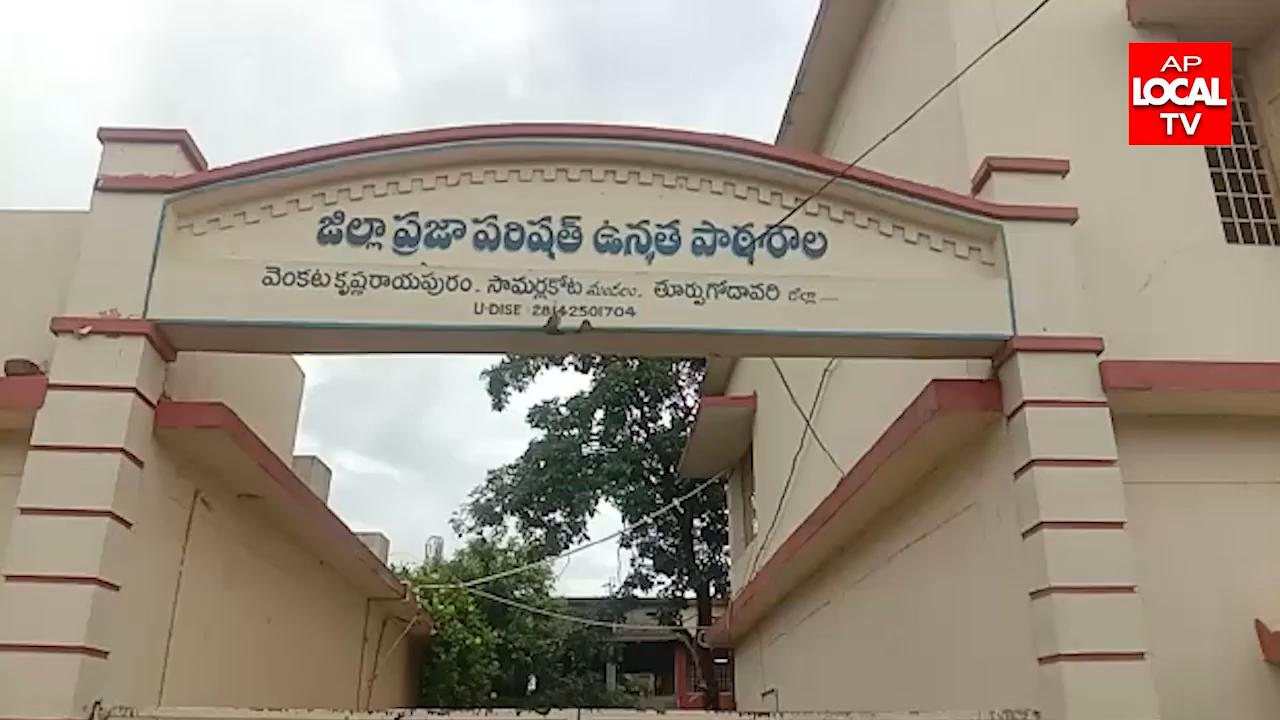 AP
LOCAL
TV
జిల్లా ప్రజా పరిషత్ ఉన్నత పాఠశాల
వెంకటకృష్ణరాయపురం. సామర్లకోట మండలం. తూర్పుగోదావరి జిల్లా
U-DISE : 28142501704